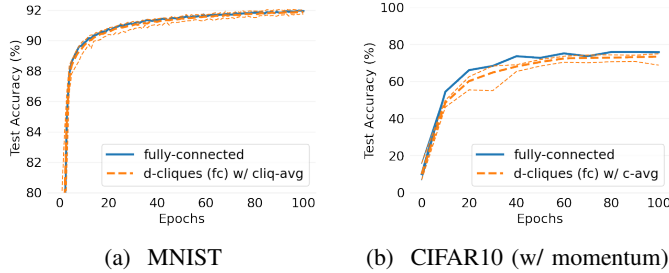 92
90
88
86
84
82
80
Test Accuracy (%)
fully-connected
d-cliques (fc) w/ cliq-avg
0 20 40 60 80 100
Epochs
(a) MNIST
100
80
60
40
20
0
Test Accuracy (%)
fully-connected
d-cliques (fc) w/ c-avg
0 20 40 60 80 100
Epochs
(b) CIFAR10 (w/ momentum)